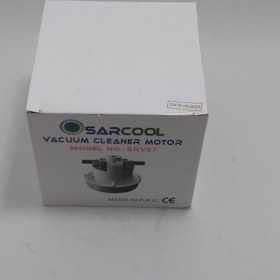 SARCOOL
VACUUM CLEANER MOTOR
MODEL NO.: SRV67
MADE IN P.R.C. CE